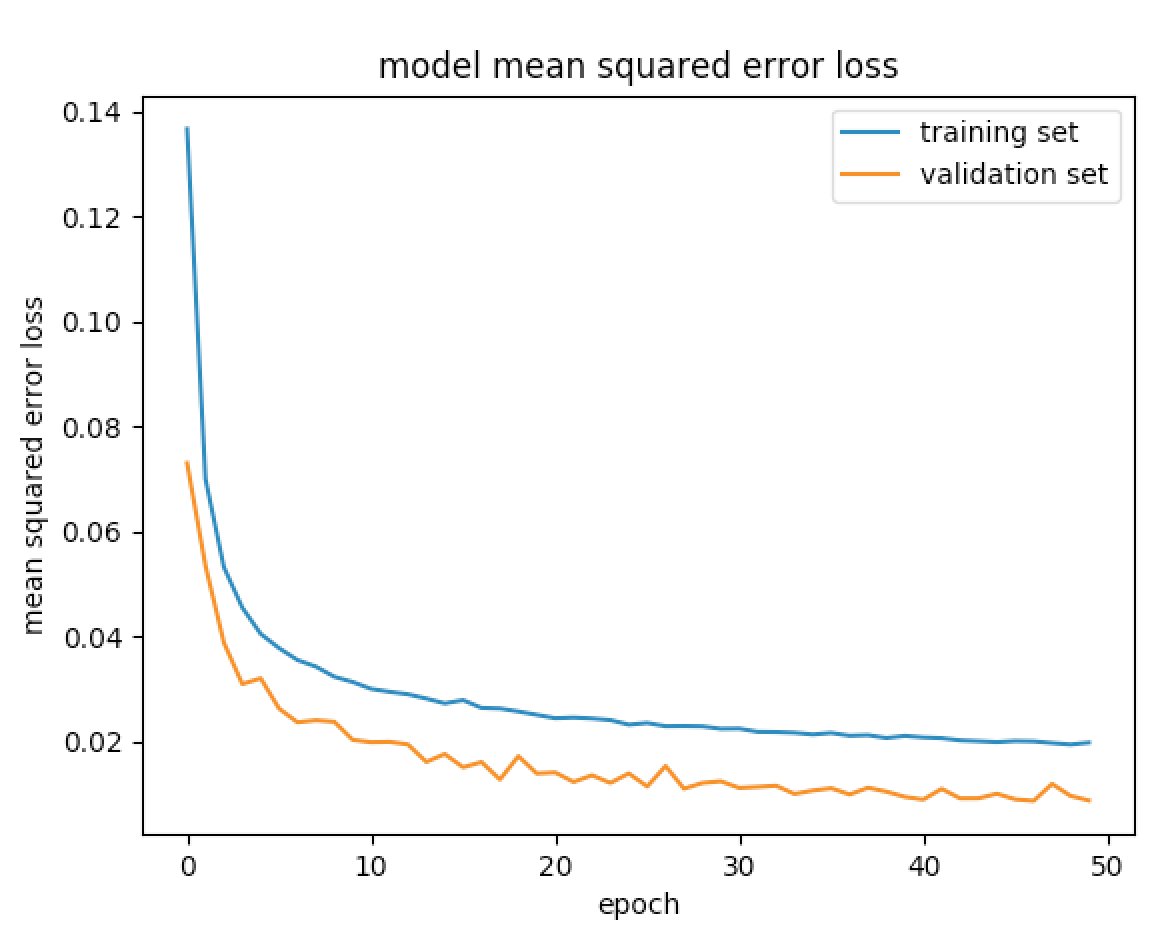 model mean squared error loss
training set
validation set
0.14
0.12
0.10
0.08
0.06
0.04
0.02
mean squared error loss
0 10 20 30 40 50
epoch